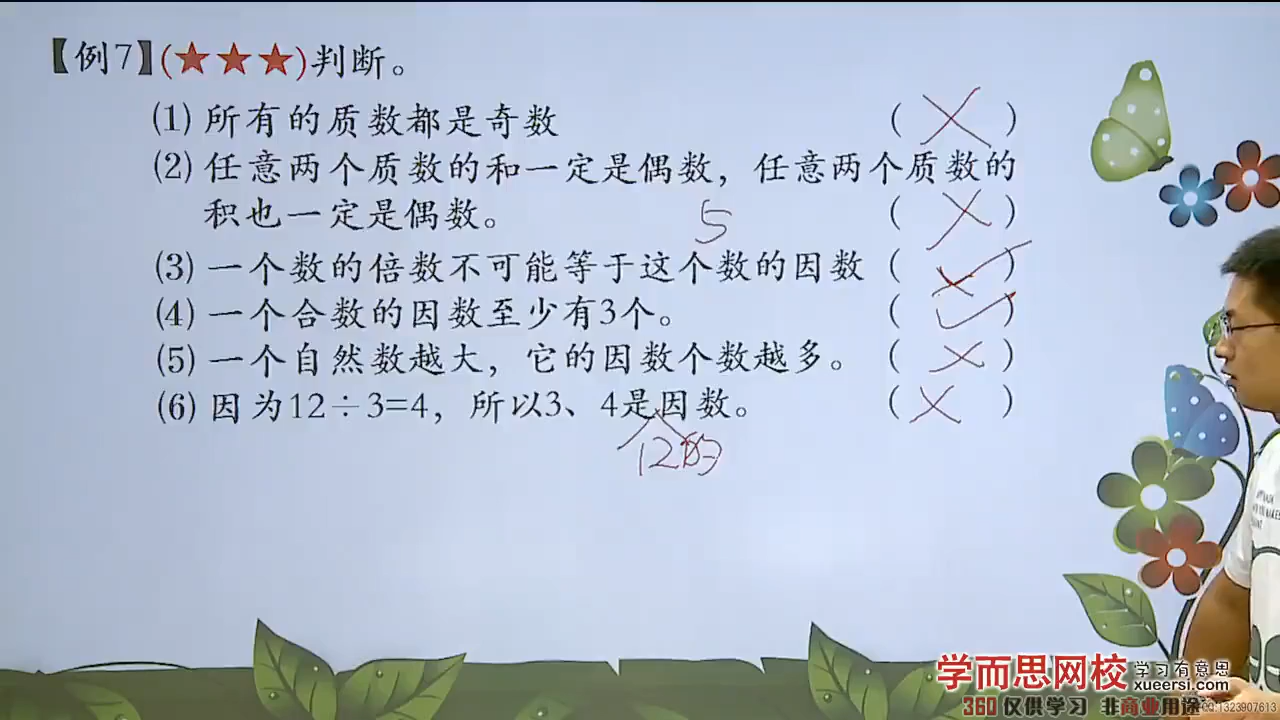 【例7】(★★★)判断。
(1) 所有的质数都是奇数 ( × )
(2) 任意两个质数的和一定是偶数，任意两个质数的
积也一定是偶数。 ( × )
5
(3) 一个数的倍数不可能等于这个数的因数 ( × )
(4) 一个合数的因数至少有3个。 ( ✓ )
(5) 一个自然数越大，它的因数个数越多。 ( × )
(6) 因为12÷3=4，所以3、4是因数。 ( × )
12的
学而思网校 学习有意思
xueersi.com
360 仅供学习 非商业用途 QQ:1323907613